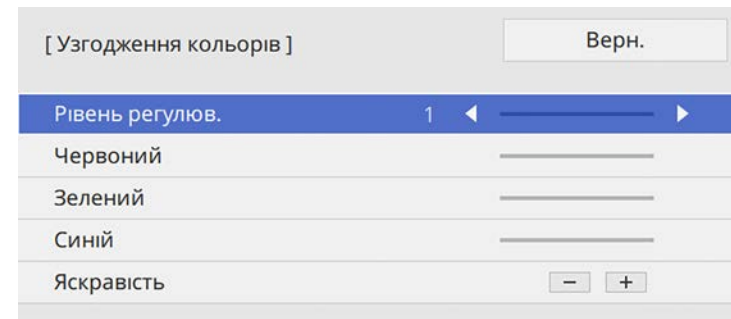 [ Узгодження кольорів ]
Верн.
Рівень регулюв. 1
Червоний
Зелений
Синій
Яскравість − +